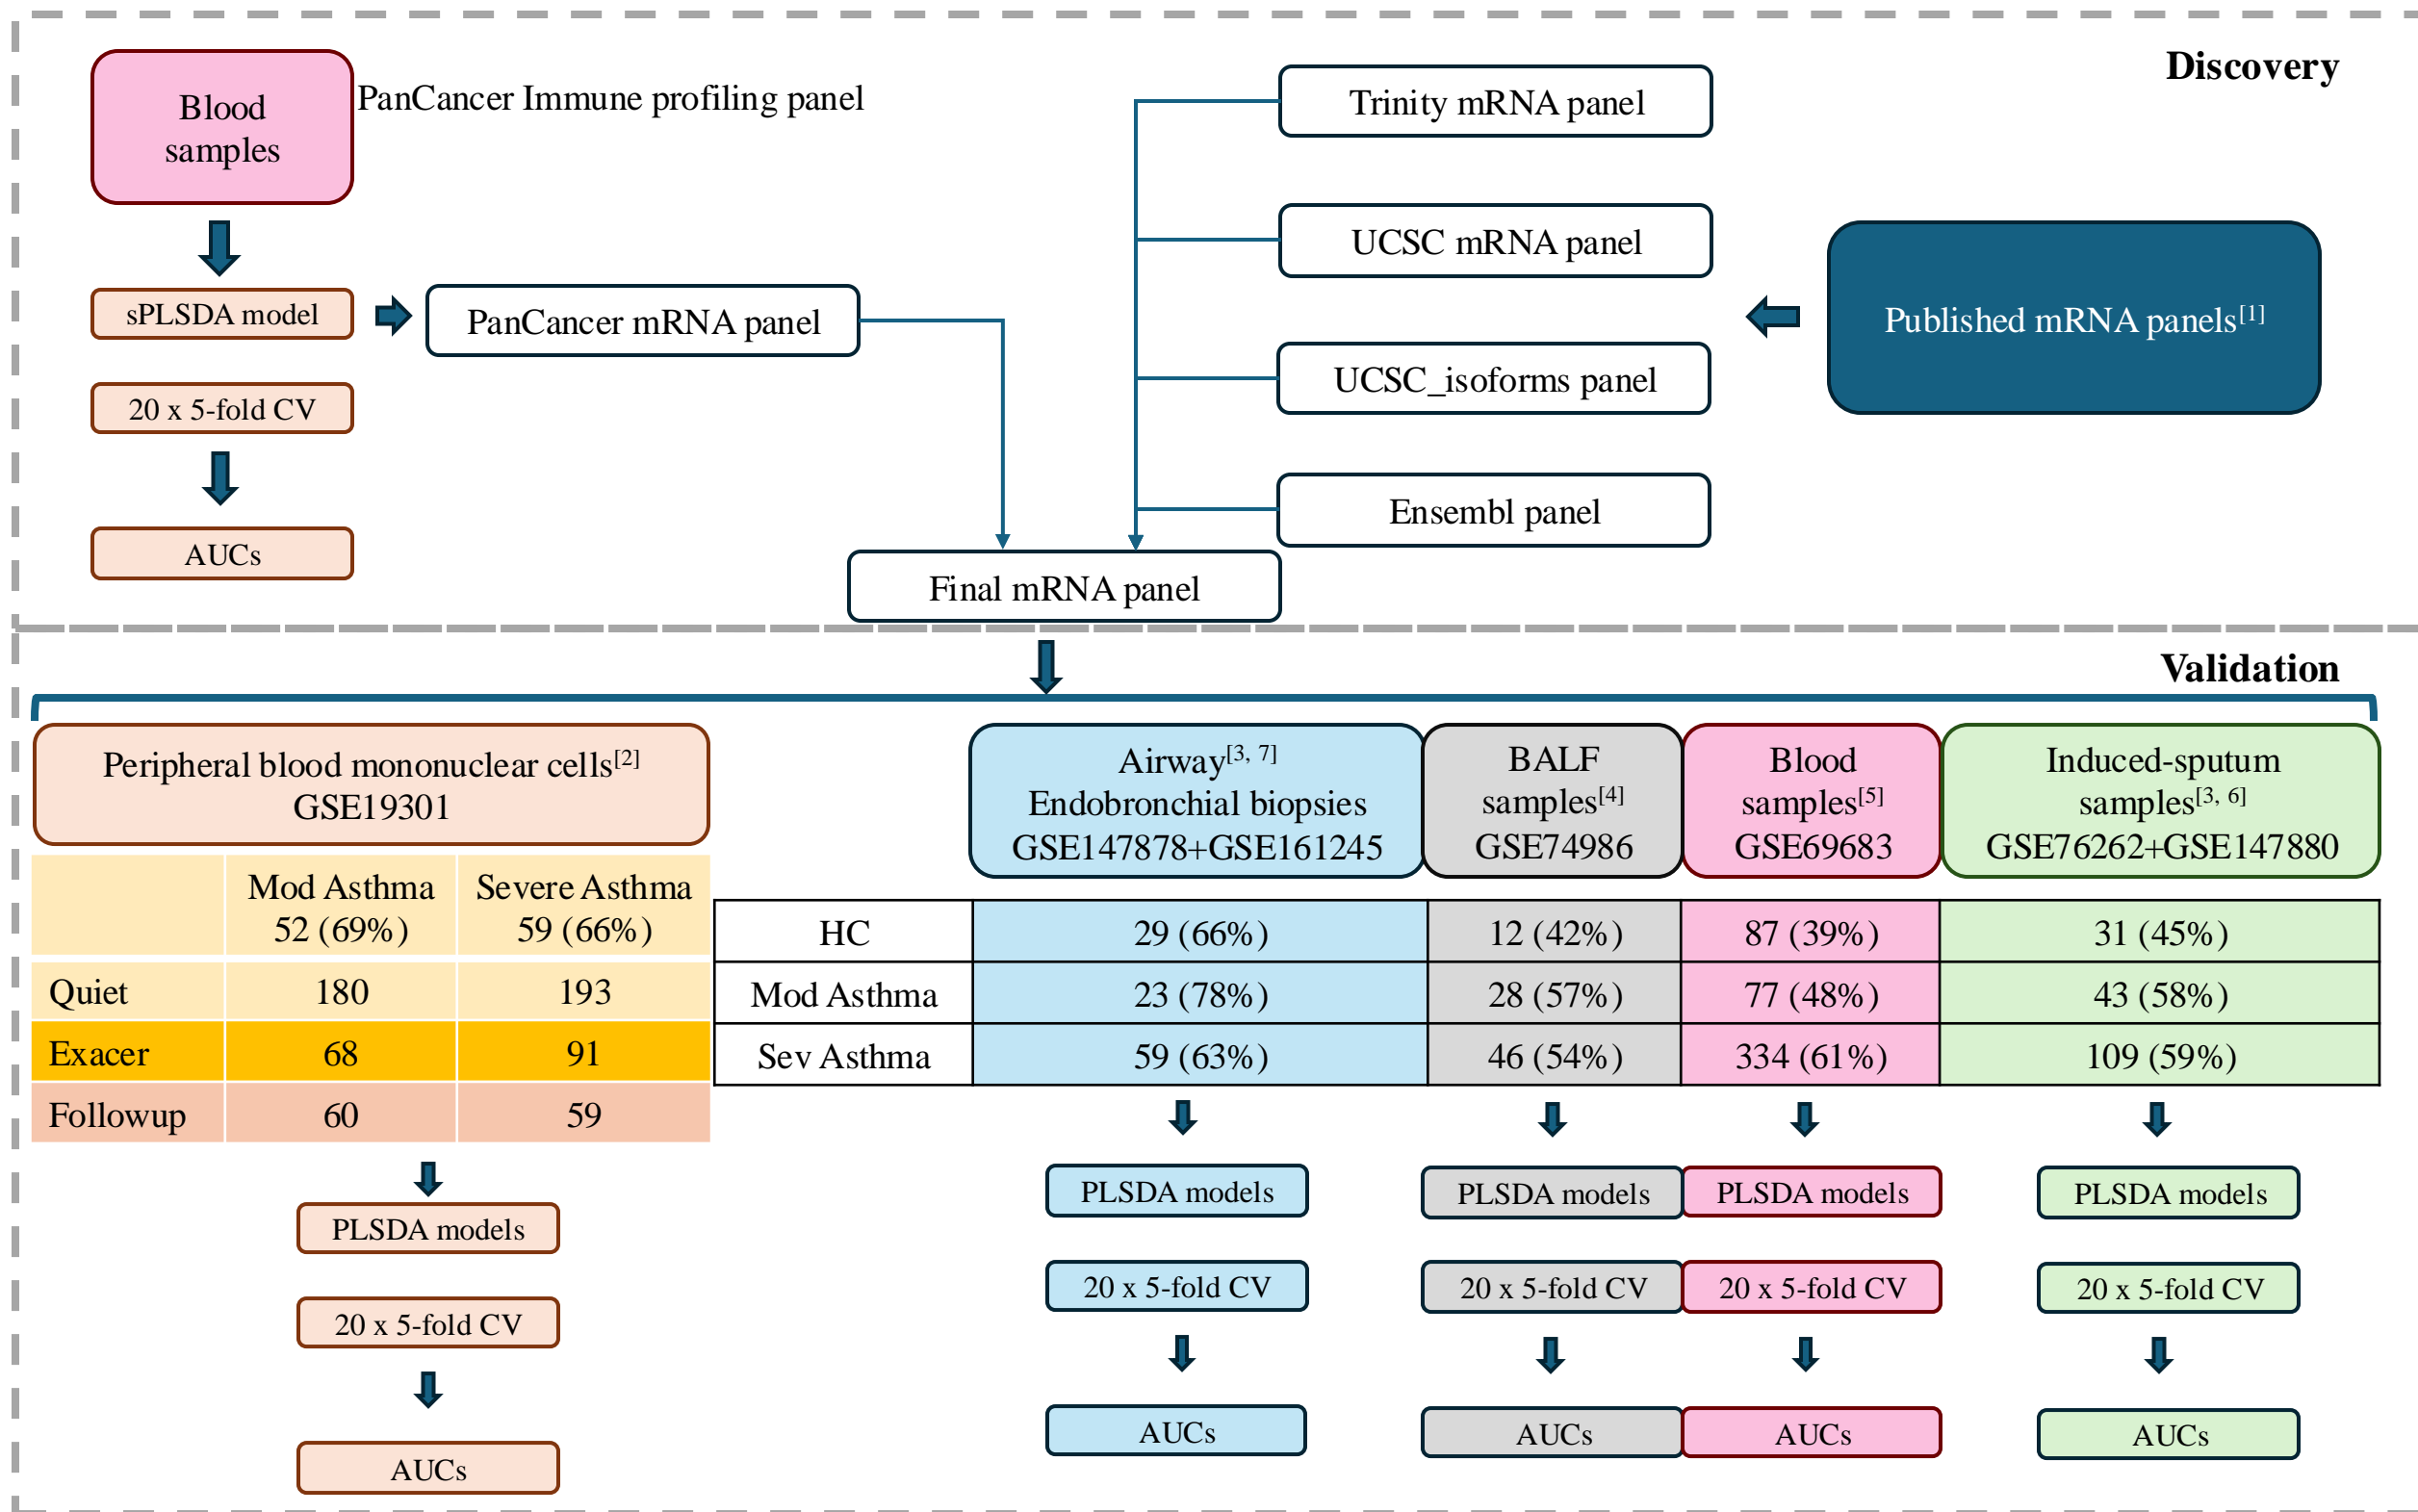 Discovery
Blood
samples
PanCancer Immune profiling panel
sPLSDA model
20 x 5-fold CV
AUCs
PanCancer mRNA panel
Trinity mRNA panel
UCSC mRNA panel
UCSC_isoforms panel
Ensembl panel
Published mRNA panels[1]
Final mRNA panel
Validation
Peripheral blood mononuclear cells[2]
GSE19301
Mod Asthma Severe Asthma
52 (69%) 59 (66%)
Quiet 180 193
Exacer 68 91
Followup 60 59
PLSDA models
20 x 5-fold CV
AUCs
Airway[3, 7]
Endobronchial biopsies
GSE147878+GSE161245
BALF
samples[4]
GSE74986
Blood
samples[5]
GSE69683
Induced-sputum
samples[3, 6]
GSE76262+GSE147880
HC 29 (66%) 12 (42%) 87 (39%) 31 (45%)
Mod Asthma 23 (78%) 28 (57%) 77 (48%) 43 (58%)
Sev Asthma 59 (63%) 46 (54%) 334 (61%) 109 (59%)
PLSDA models PLSDA models PLSDA models PLSDA models
20 x 5-fold CV 20 x 5-fold CV 20 x 5-fold CV 20 x 5-fold CV
AUCs AUCs AUCs AUCs